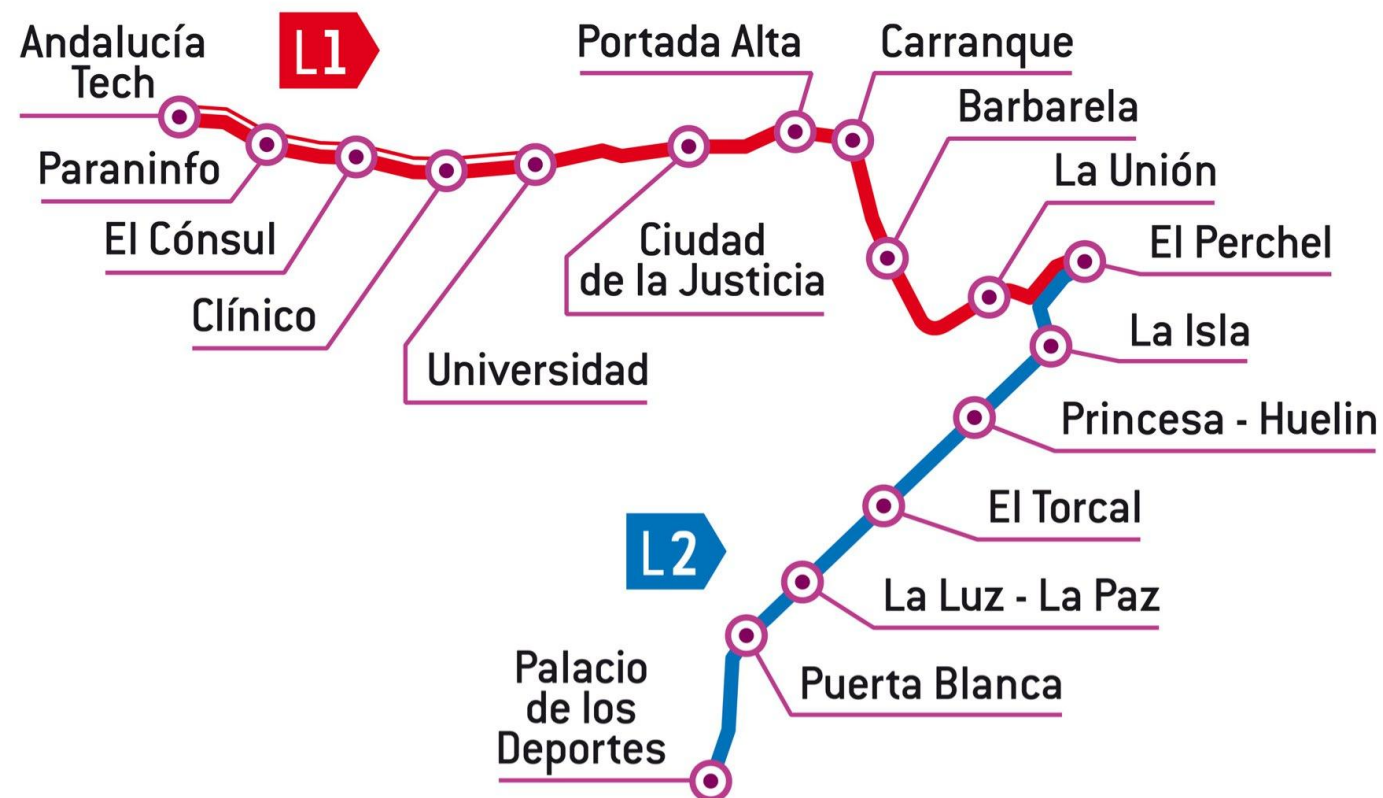 Andalucía
Tech
L1
Portada Alta
Carranque
Barbarela
Paraninfo
La Unión
El Cónsul
Ciudad
de la Justicia
El Perchel
Clínico
La Isla
Universidad
Princesa - Huelin
El Torcal
L2
La Luz - La Paz
Palacio
de los
Deportes
Puerta Blanca